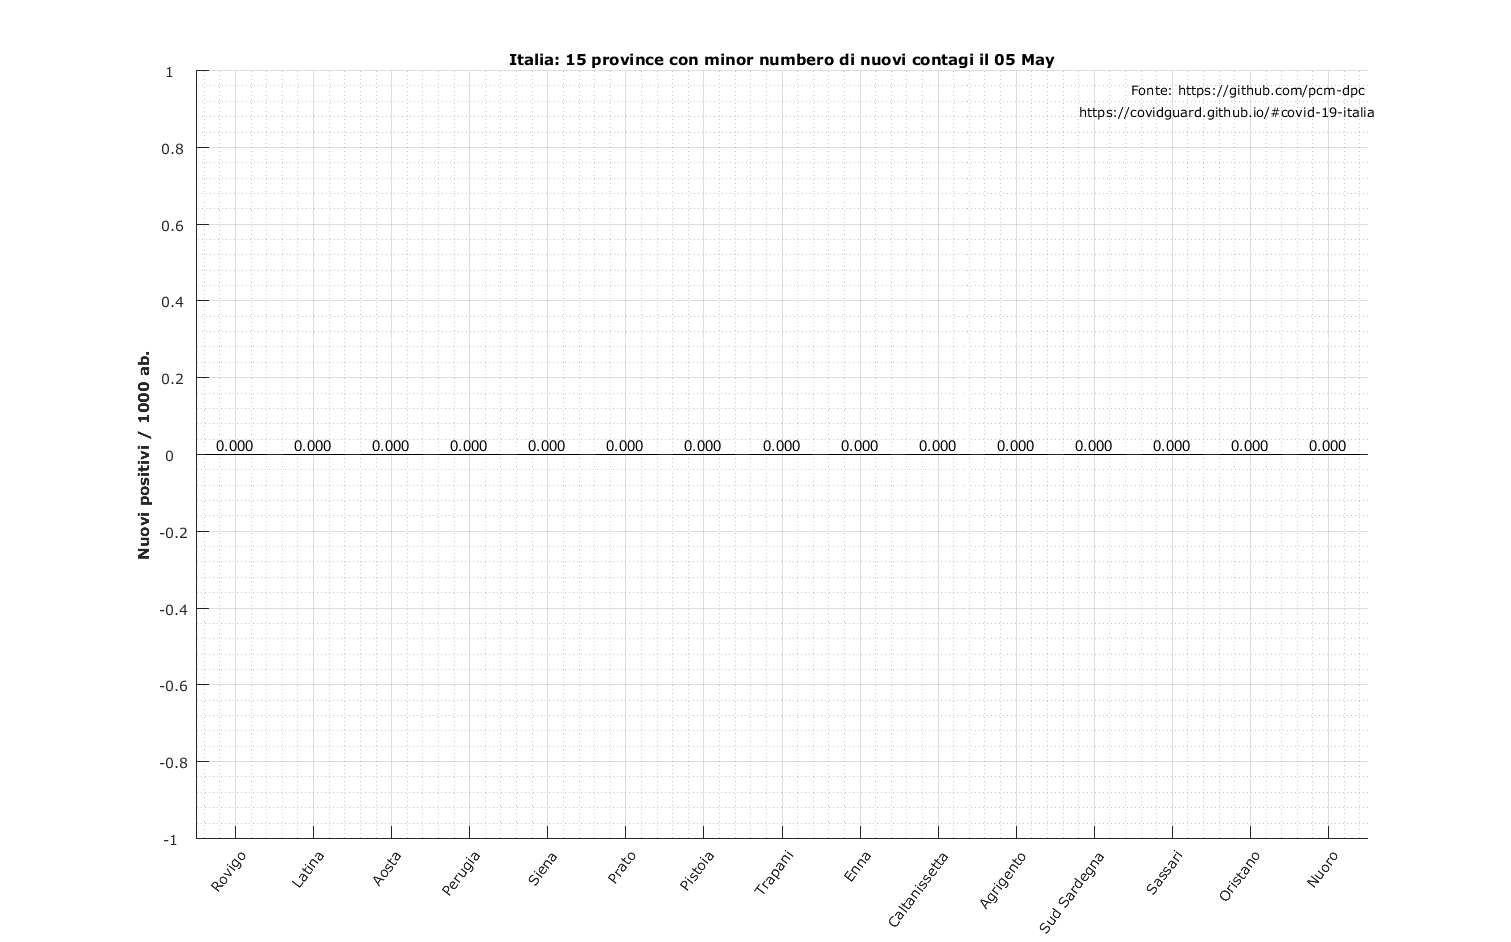 Italia: 15 province con minor numbero di nuovi contagi il 05 May
Fonte: https://github.com/pcm-dpc
https://covidguard.github.io/#covid-19-italia
Nuovi positivi / 1000 ab.
1
0.8
0.6
0.4
0.2
0
-0.2
-0.4
-0.6
-0.8
-1
0.000 0.000 0.000 0.000 0.000 0.000 0.000 0.000 0.000 0.000 0.000 0.000 0.000 0.000 0.000
Rovigo Latina Aosta Perugia Siena Prato Pistoia Trapani Enna Caltanissetta Agrigento Sud Sardegna Sassari Oristano Nuoro